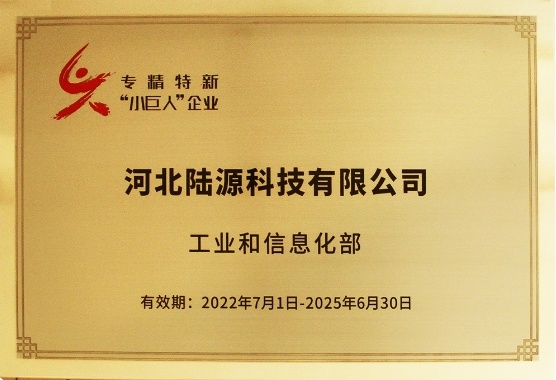 专精特新
“小巨人”企业
河北陆源科技有限公司
工业和信息化部
有效期：2022年7月1日-2025年6月30日